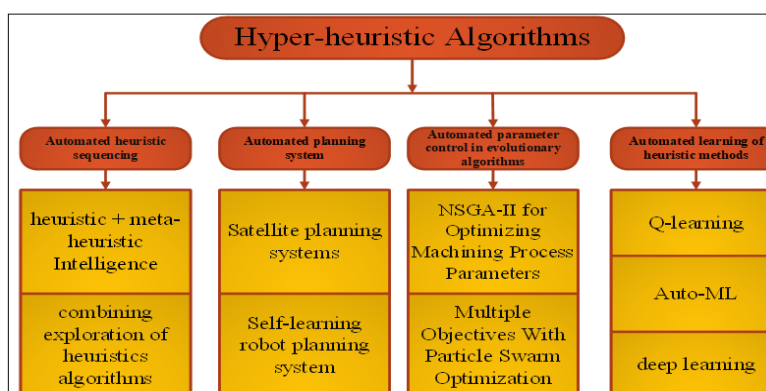 Hyper-heuristic Algorithms
Automated heuristic
sequencing
Automated planning
system
Automated parameter
control in evolutionary
algorithms
Automated learning of
heuristic methods
heuristic + meta-
heuristic
Intelligence
combining
exploration of
heuristics
algorithms
Satellite planning
systems
Self-learning
robot planning
system
NSGA-II for
Optimizing
Machining Process
Parameters
Multiple
Objectives With
Particle Swarm
Optimization
Q-learning
Auto-ML
deep learning